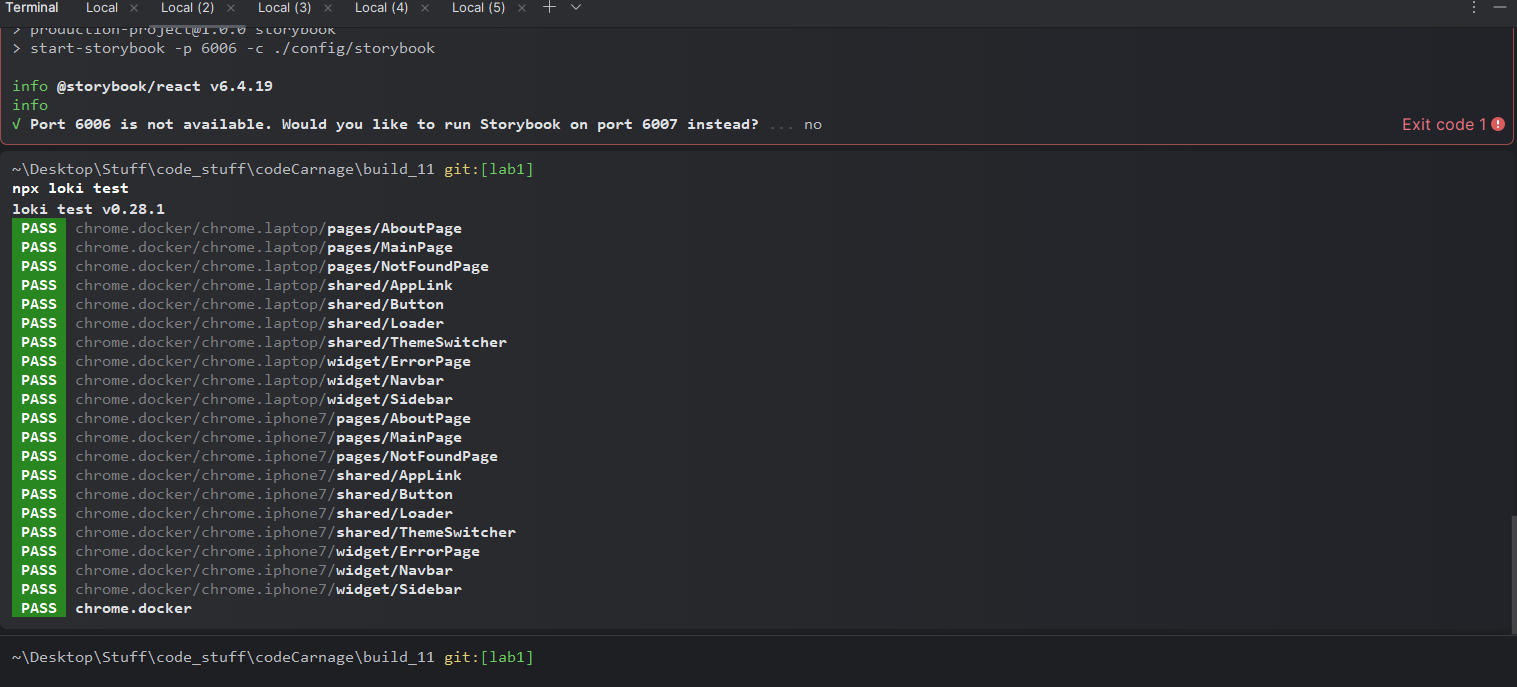 Terminal Local × Local (2) × Local (3) × Local (4) × Local (5) ×
> production-project@1.0.0 storybook
> start-storybook -p 6006 -c ./config/storybook
info @storybook/react v6.4.19
info
√ Port 6006 is not available. Would you like to run Storybook on port 6007 instead? ... no
Exit code 1
~\Desktop\Stuff\code_stuff\codeCarnage\build_11 git:[lab1]
npx loki test
loki test v0.28.1
PASS chrome.docker/chrome.laptop/pages/AboutPage
PASS chrome.docker/chrome.laptop/pages/MainPage
PASS chrome.docker/chrome.laptop/pages/NotFoundPage
PASS chrome.docker/chrome.laptop/shared/AppLink
PASS chrome.docker/chrome.laptop/shared/Button
PASS chrome.docker/chrome.laptop/shared/Loader
PASS chrome.docker/chrome.laptop/shared/ThemeSwitcher
PASS chrome.docker/chrome.laptop/widget/ErrorPage
PASS chrome.docker/chrome.laptop/widget/Navbar
PASS chrome.docker/chrome.laptop/widget/Sidebar
PASS chrome.docker/chrome.iphone7/pages/AboutPage
PASS chrome.docker/chrome.iphone7/pages/MainPage
PASS chrome.docker/chrome.iphone7/pages/NotFoundPage
PASS chrome.docker/chrome.iphone7/shared/AppLink
PASS chrome.docker/chrome.iphone7/shared/Button
PASS chrome.docker/chrome.iphone7/shared/Loader
PASS chrome.docker/chrome.iphone7/shared/ThemeSwitcher
PASS chrome.docker/chrome.iphone7/widget/ErrorPage
PASS chrome.docker/chrome.iphone7/widget/Navbar
PASS chrome.docker/chrome.iphone7/widget/Sidebar
PASS chrome.docker
~\Desktop\Stuff\code_stuff\codeCarnage\build_11 git:[lab1]